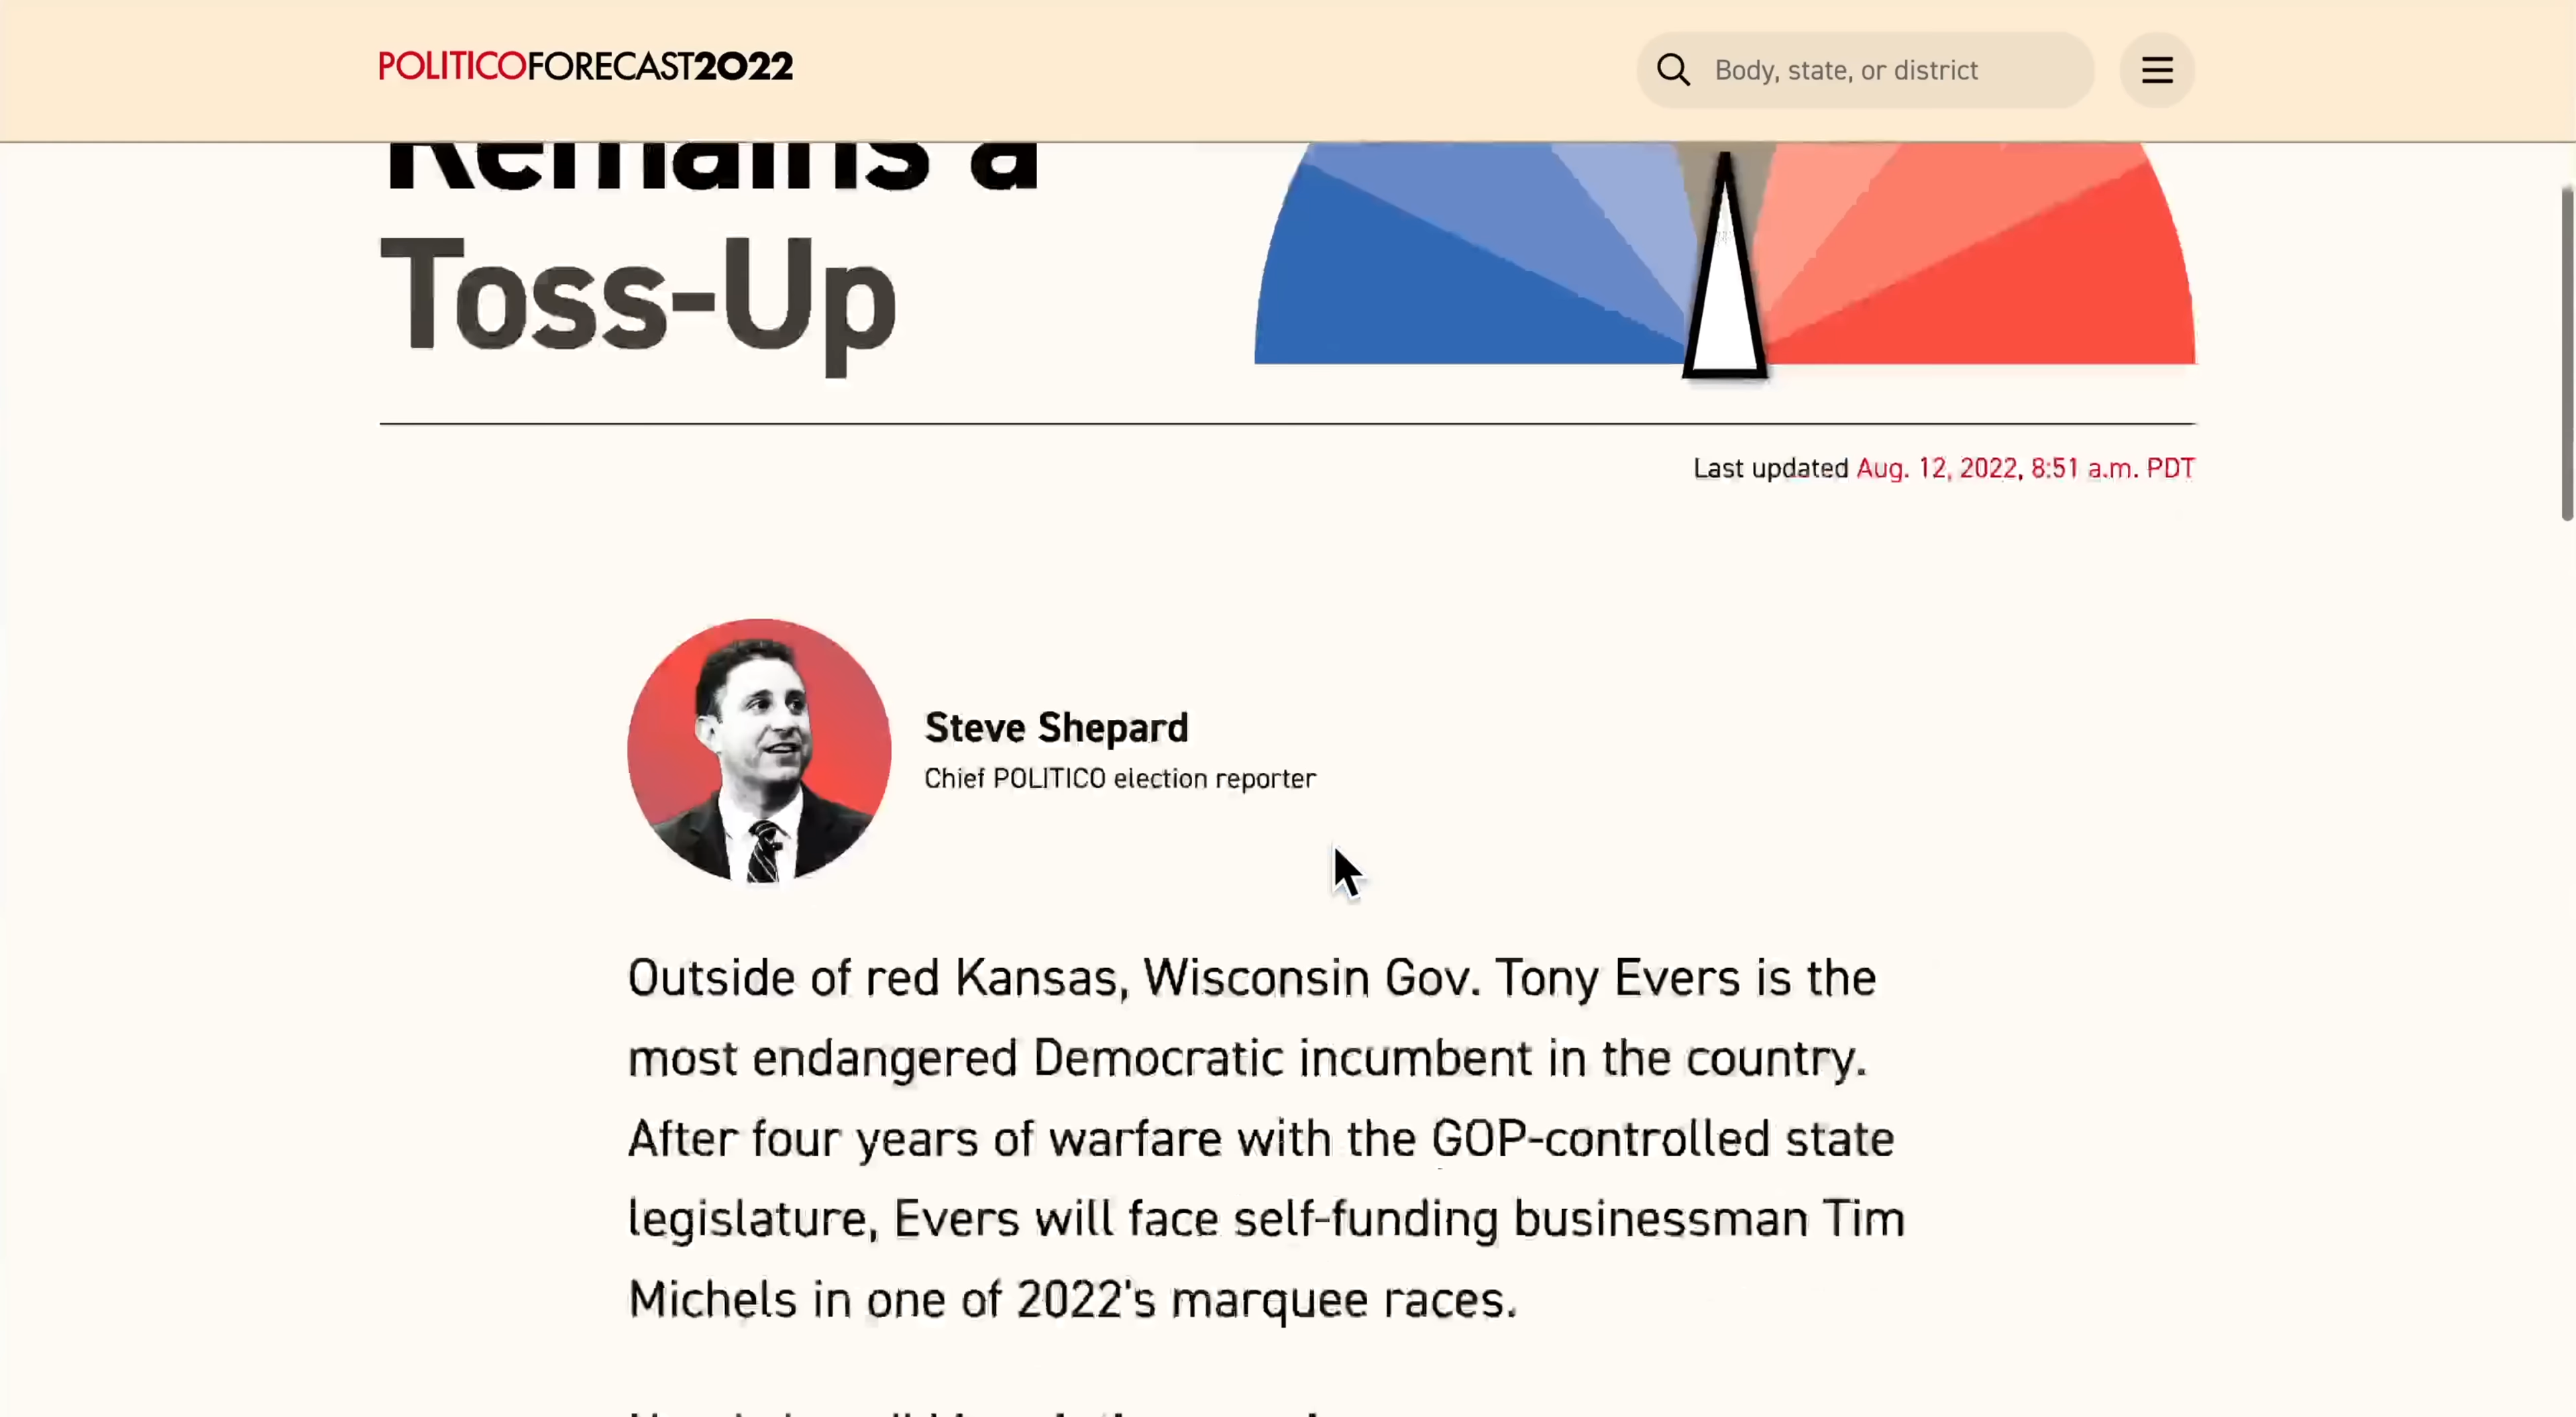 POLITICOFORECAST2022
Body, state, or district
Remains a
Toss-Up
Last updated Aug. 12, 2022, 8:51 a.m. PDT
Steve Shepard
Chief POLITICO election reporter
Outside of red Kansas, Wisconsin Gov. Tony Evers is the
most endangered Democratic incumbent in the country.
After four years of warfare with the GOP-controlled state
legislature, Evers will face self-funding businessman Tim
Michels in one of 2022's marquee races.